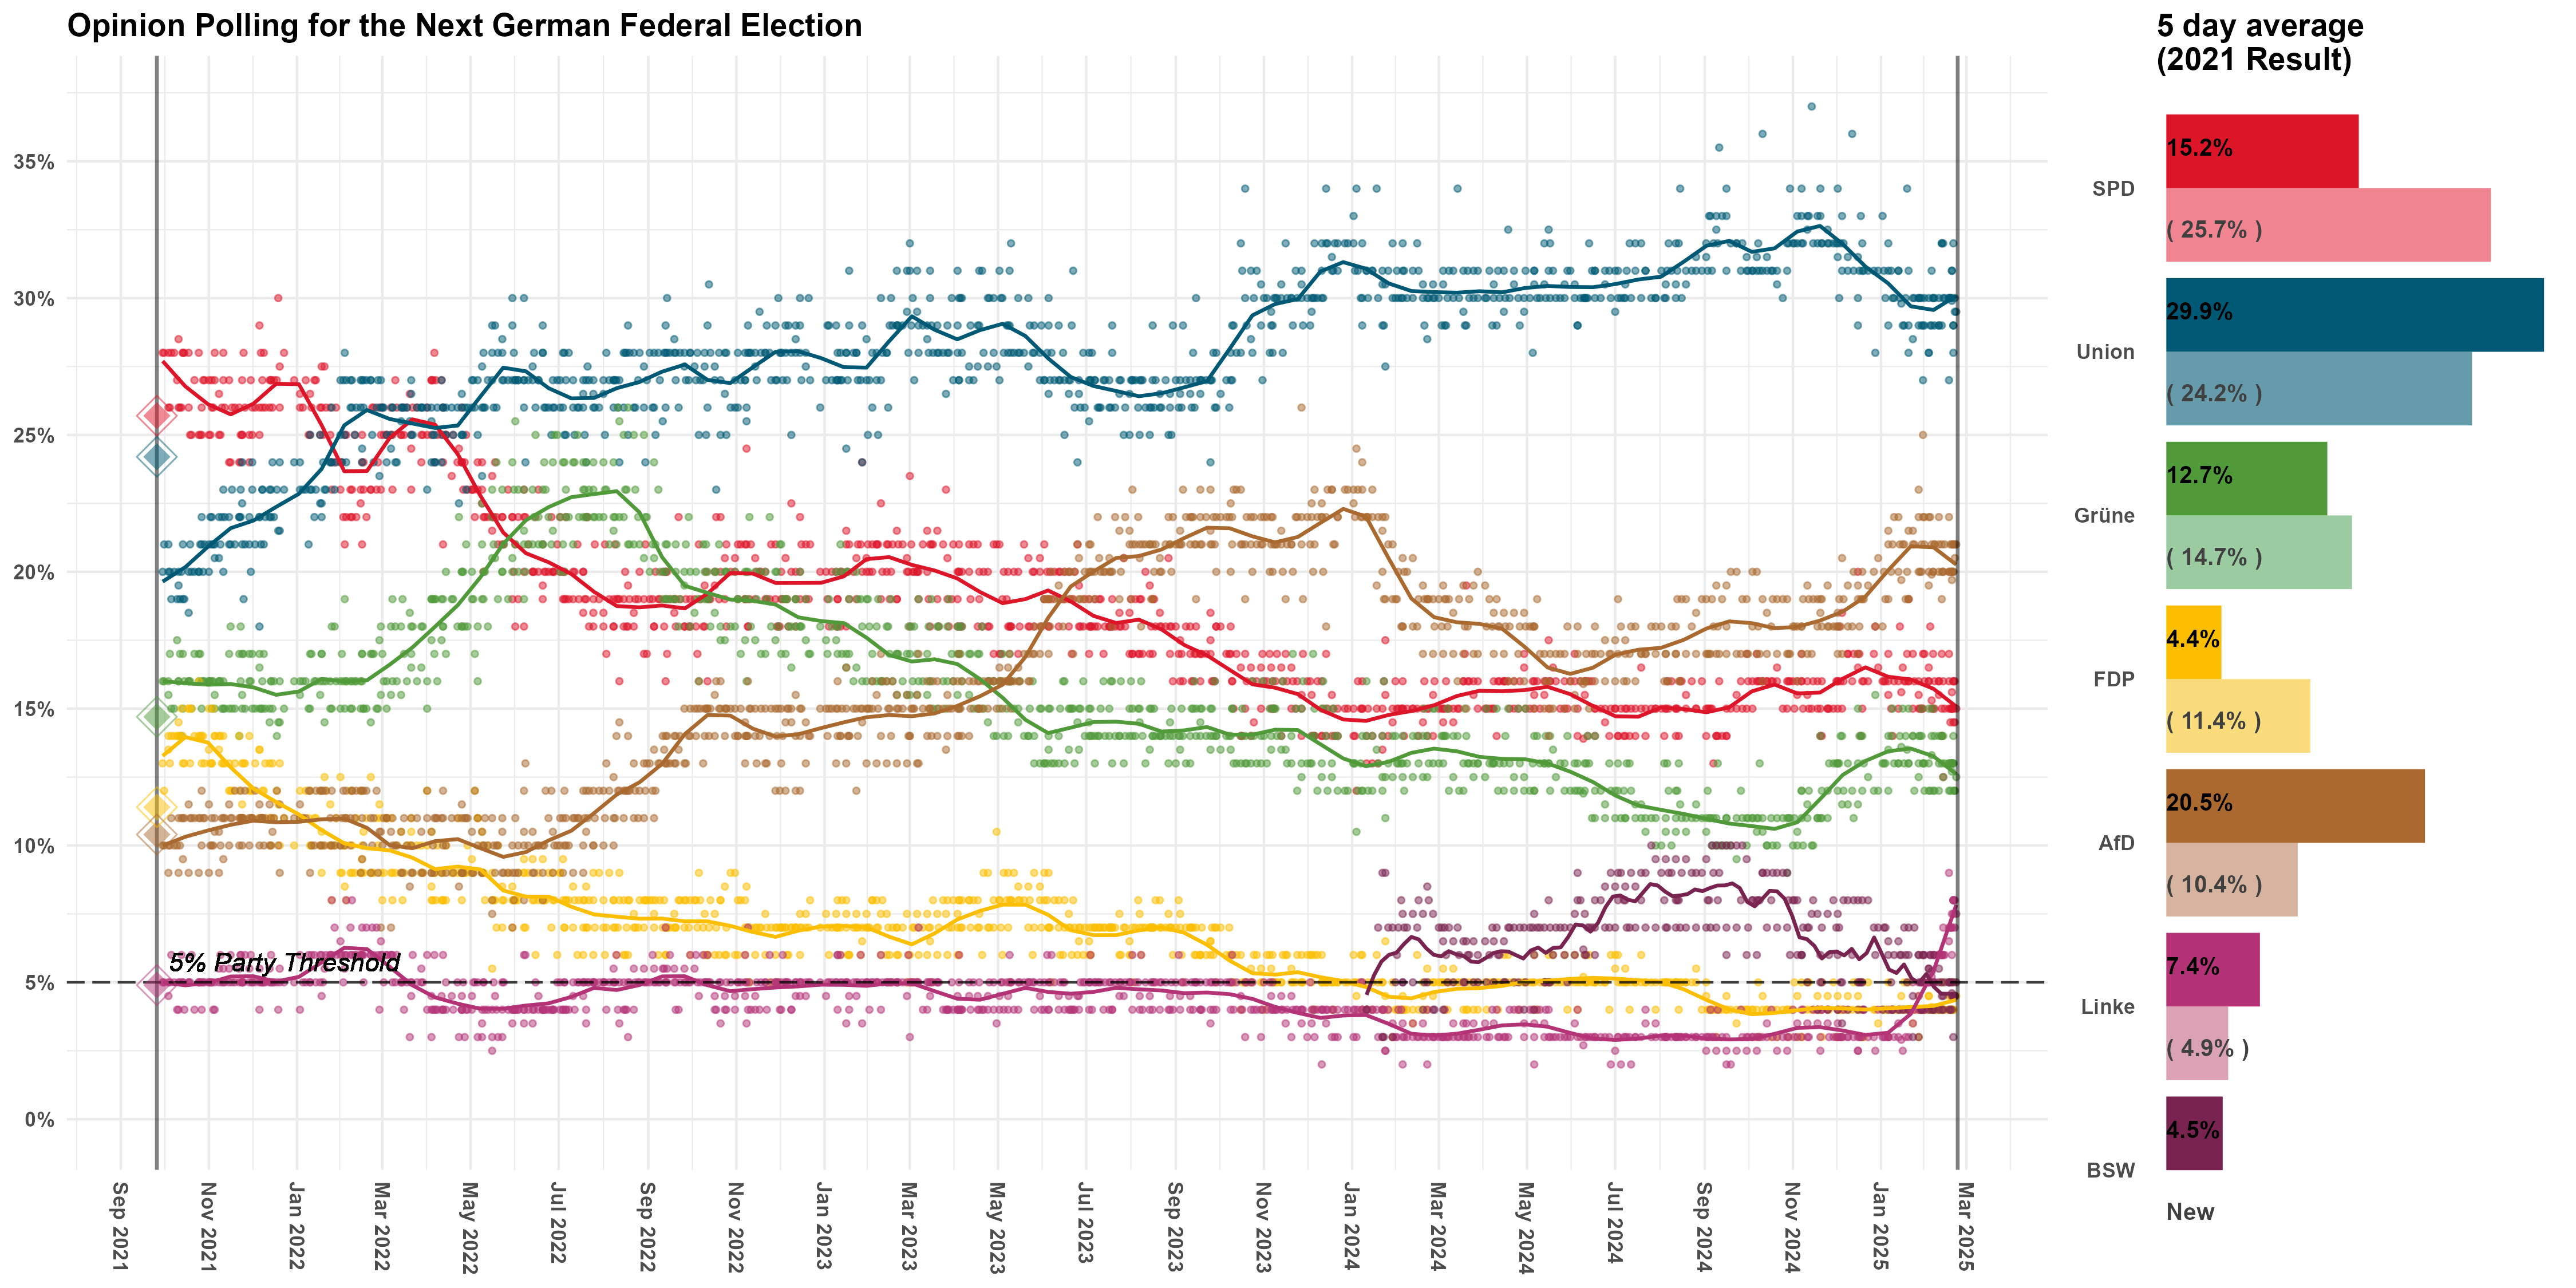 Opinion Polling for the Next German Federal Election
35%
30%
25%
20%
15%
10%
5%
0%
5% Party Threshold
Sep 2021
Nov 2021
Jan 2022
Mar 2022
May 2022
Jul 2022
Sep 2022
Nov 2022
Jan 2023
Mar 2023
May 2023
Jul 2023
Sep 2023
Nov 2023
Jan 2024
Mar 2024
May 2024
Jul 2024
Sep 2024
Nov 2024
Jan 2025
Mar 2025
5 day average
(2021 Result)
SPD
15.2%
( 25.7% )
Union
29.9%
( 24.2% )
Grüne
12.7%
( 14.7% )
FDP
4.4%
( 11.4% )
AfD
20.5%
( 10.4% )
Linke
7.4%
( 4.9% )
BSW
4.5%
New